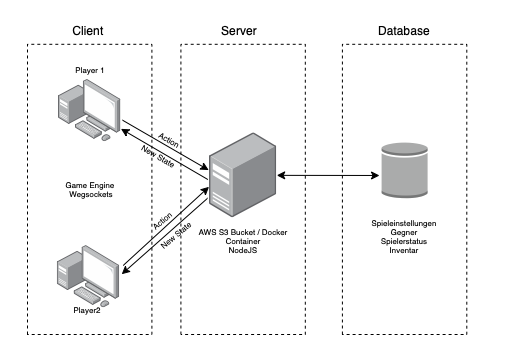 Client
Server
Database
Player 1
Action
New State
Game Engine
Wegsockets
Action
New State
AWS S3 Bucket / Docker
Container
NodeJS
Spieleinstellungen
Gegner
Spielerstatus
Inventar
Player2